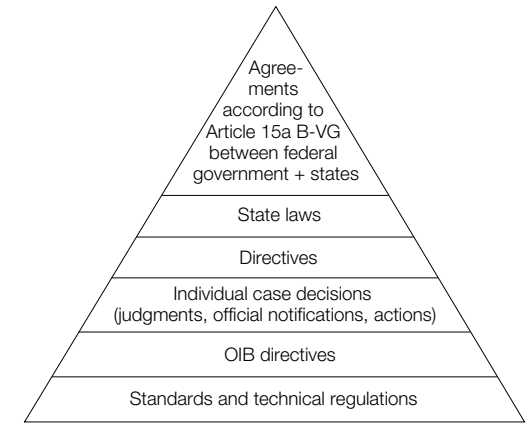 Agree-
ments
according to
Article 15a B-VG
between federal
government + states
State laws
Directives
Individual case decisions
(judgments, official notifications, actions)
OIB directives
Standards and technical regulations